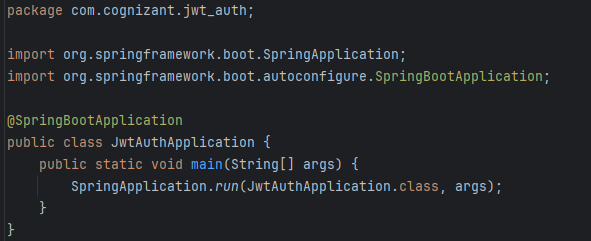 package com.cognizant.jwt_auth;
import org.springframework.boot.SpringApplication;
import org.springframework.boot.autoconfigure.SpringBootApplication;
@SpringBootApplication
public class JwtAuthApplication {
    public static void main(String[] args) {
        SpringApplication.run(JwtAuthApplication.class, args);
    }
}